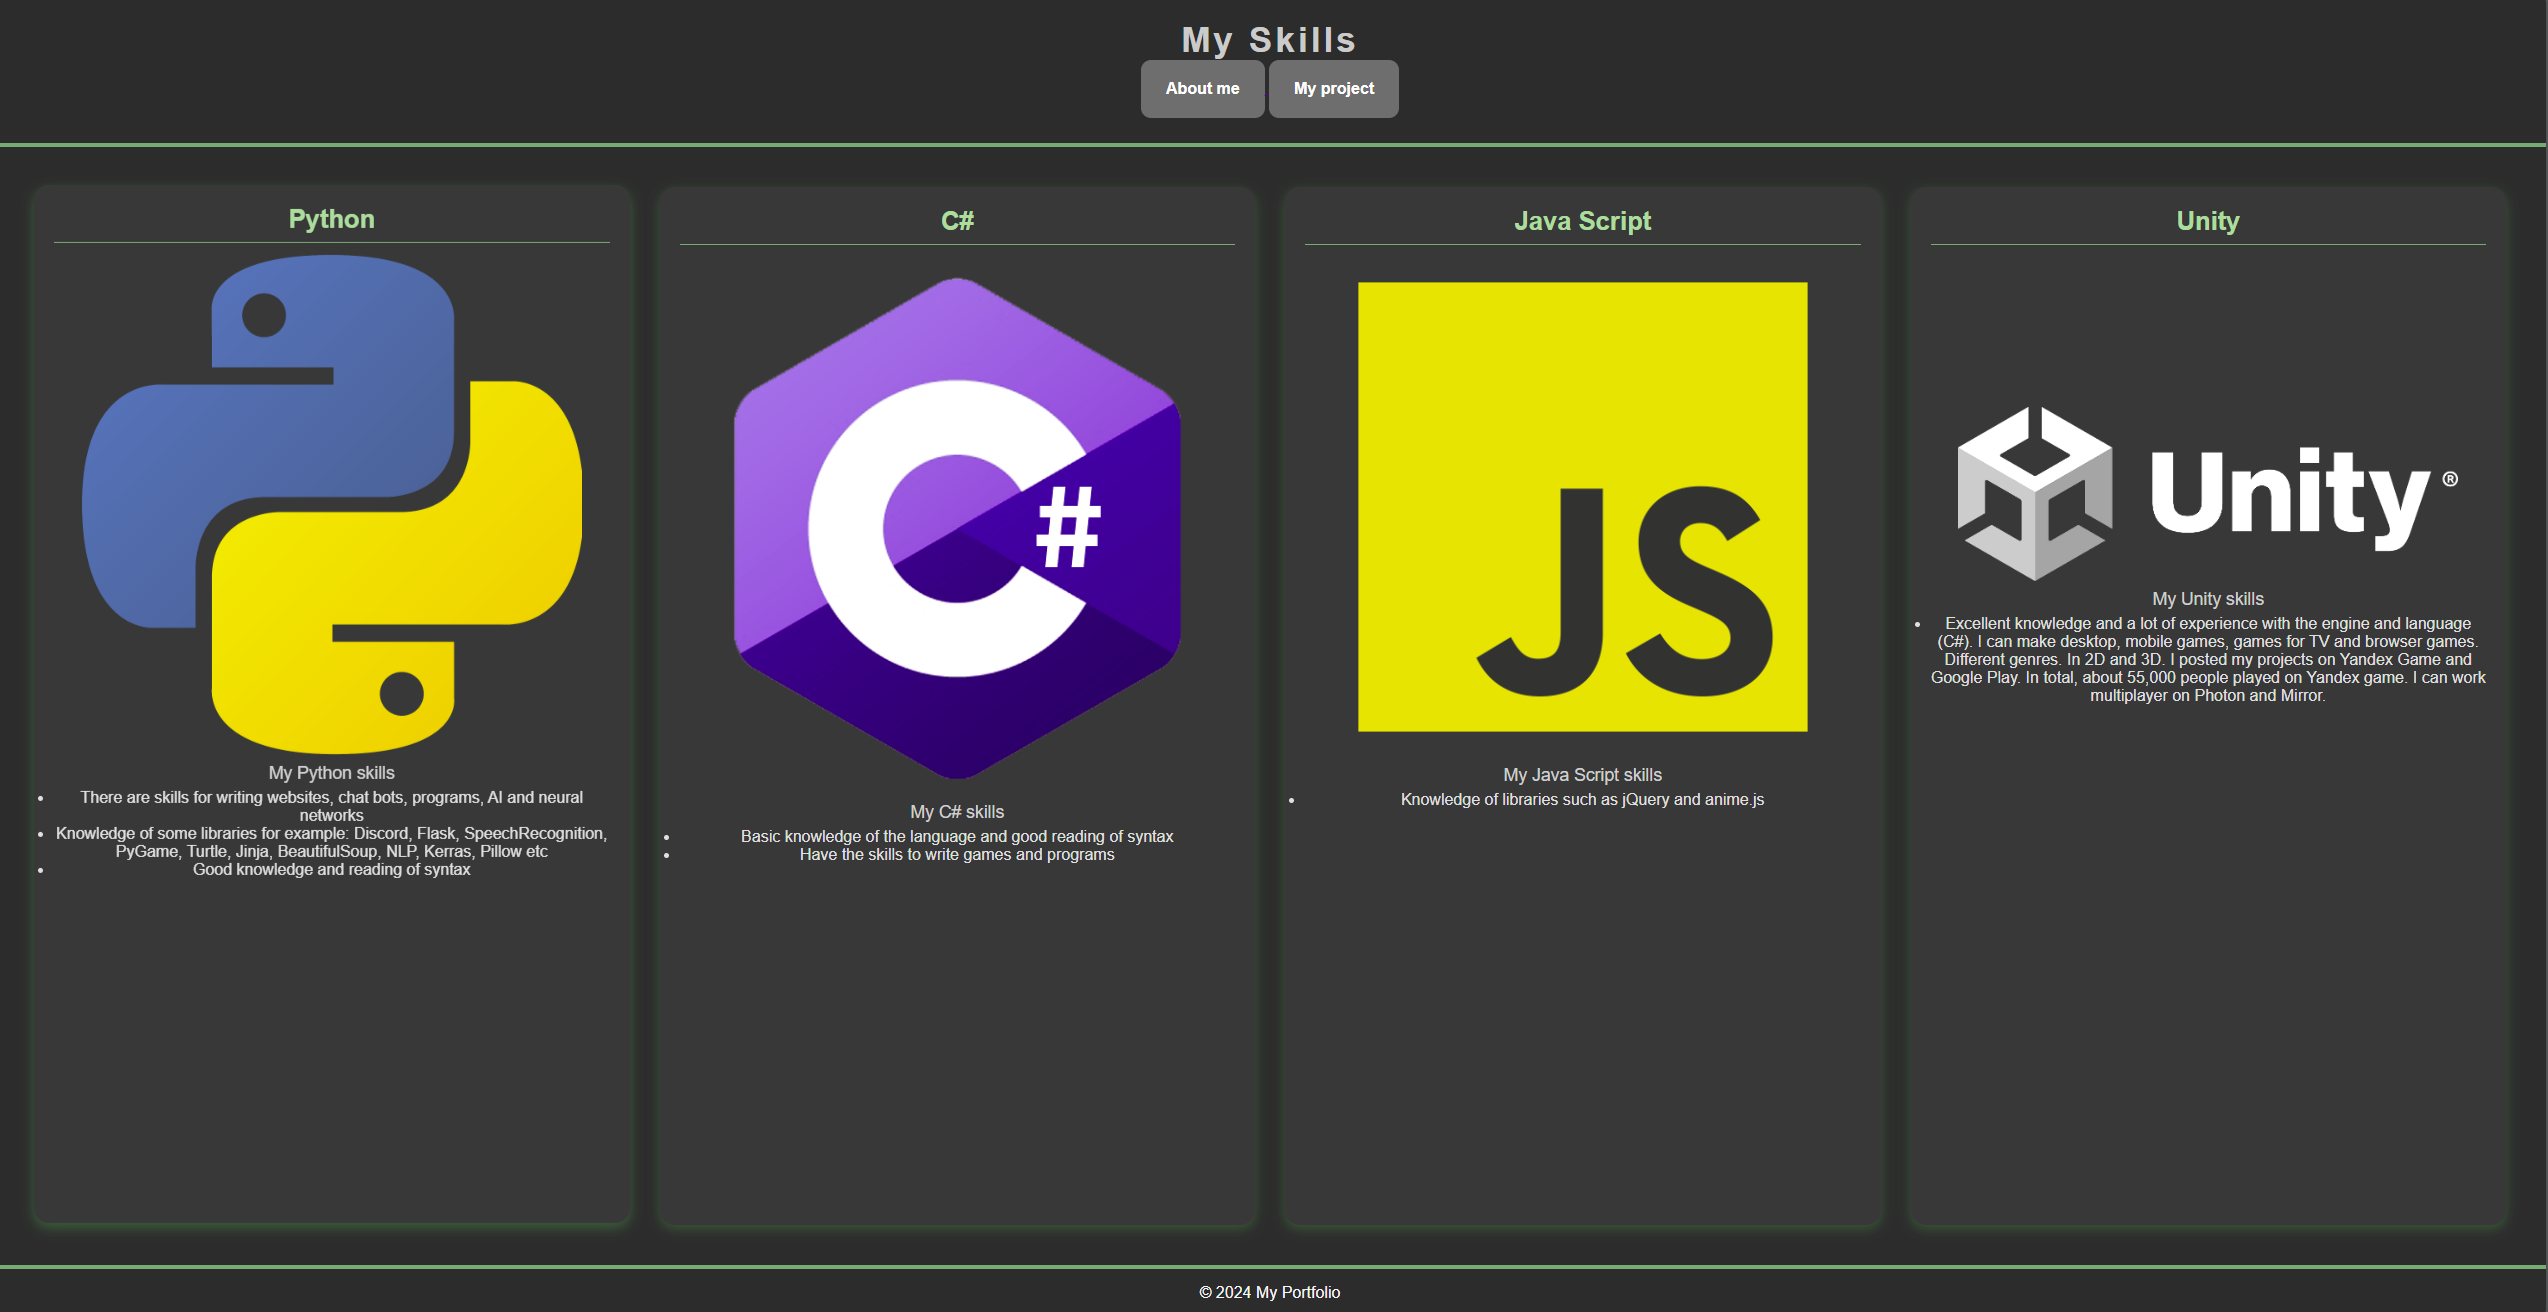 My Skills
About me
My project
Python
My Python skills
There are skills for writing websites, chat bots, programs, AI and neural
networks
Knowledge of some libraries for example: Discord, Flask, SpeechRecognition,
PyGame, Turtle, Jinja, BeautifulSoup, NLP, Kerras, Pillow etc
Good knowledge and reading of syntax
C#
C#
My C# skills
Basic knowledge of the language and good reading of syntax
Have the skills to write games and programs
Java Script
JS
My Java Script skills
Knowledge of libraries such as jQuery and anime.js
Unity
Unity ®
My Unity skills
Excellent knowledge and a lot of experience with the engine and language
(C#). I can make desktop, mobile games, games for TV and browser games.
Different genres. In 2D and 3D. I posted my projects on Yandex Game and
Google Play. In total, about 55,000 people played on Yandex game. I can work
multiplayer on Photon and Mirror.
© 2024 My Portfolio